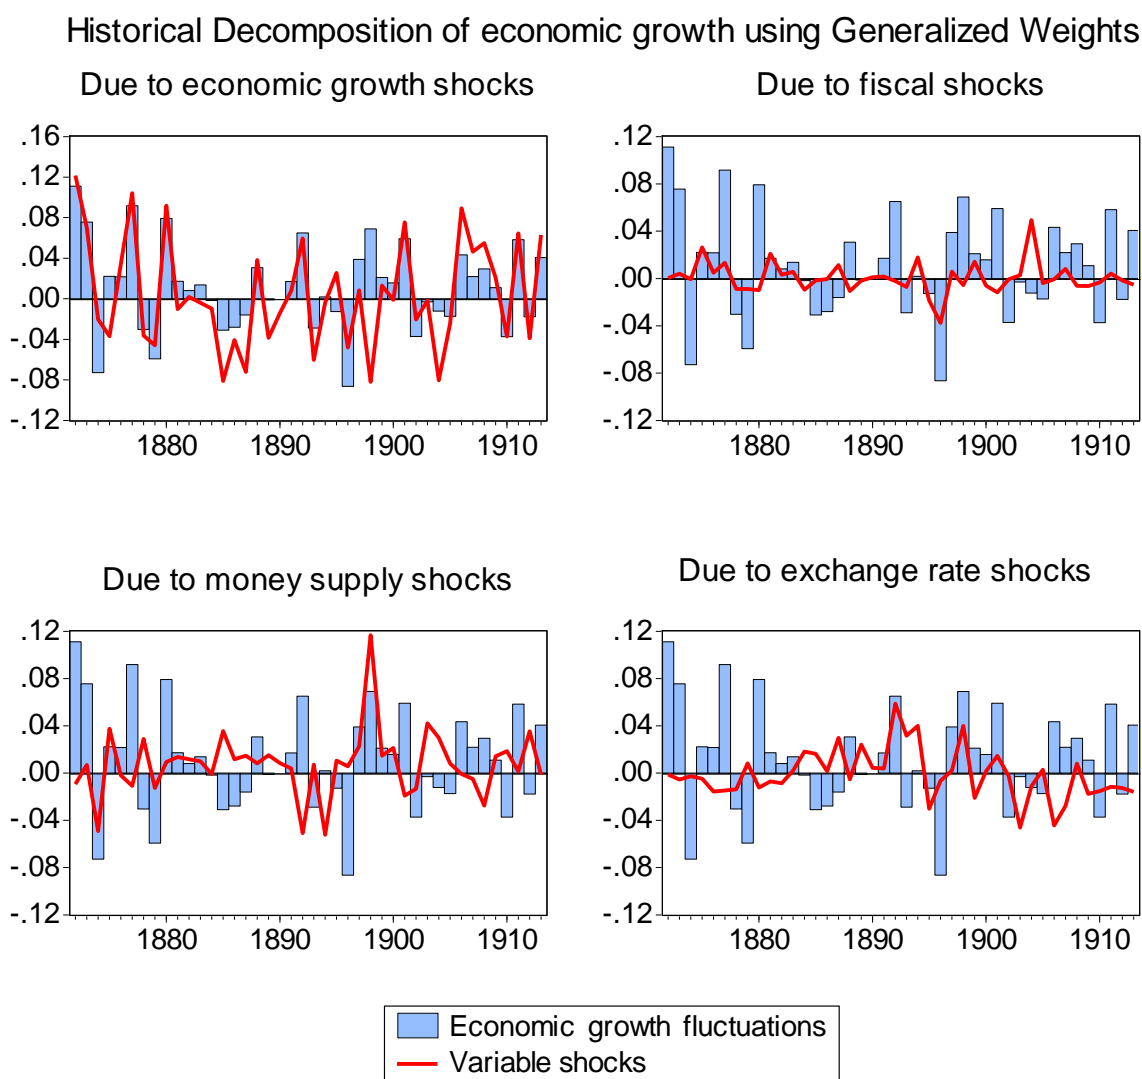 Historical Decomposition of economic growth using Generalized Weights
Due to economic growth shocks
.16
.12
.08
.04
.00
-.04
-.08
-.12
1880 1890 1900 1910
Due to fiscal shocks
.12
.08
.04
.00
-.04
-.08
-.12
1880 1890 1900 1910
Due to money supply shocks
.12
.08
.04
.00
-.04
-.08
-.12
1880 1890 1900 1910
Due to exchange rate shocks
.12
.08
.04
.00
-.04
-.08
-.12
1880 1890 1900 1910
Economic growth fluctuations
Variable shocks